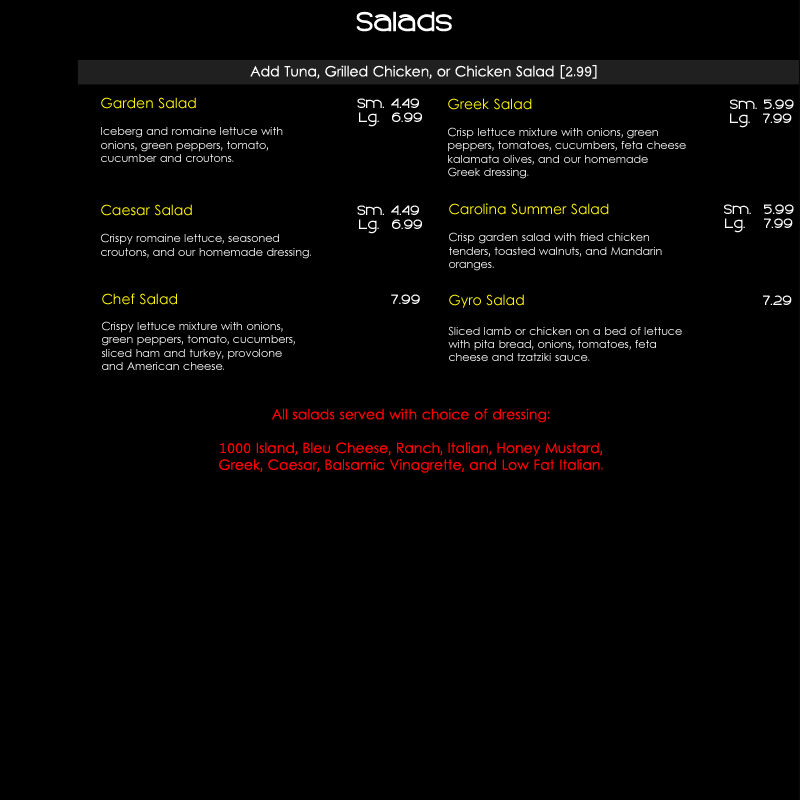 Salads
Add Tuna, Grilled Chicken, or Chicken Salad [2.99]
Garden Salad
Sm. 4.49
Lg. 6.99
Iceberg and romaine lettuce with
onions, green peppers, tomato,
cucumber and croutons.
Greek Salad
Sm. 5.99
Lg. 7.99
Crisp lettuce mixture with onions, green
peppers, tomatoes, cucumbers, feta cheese
kalamata olives, and our homemade
Greek dressing.
Caesar Salad
Sm. 4.49
Lg. 6.99
Crispy romaine lettuce, seasoned
croutons, and our homemade dressing.
Carolina Summer Salad
Sm. 5.99
Lg. 7.99
Crisp garden salad with fried chicken
tenders, toasted walnuts, and Mandarin
oranges.
Chef Salad
7.99
Crispy lettuce mixture with onions,
green peppers, tomato, cucumbers,
sliced ham and turkey, provolone
and American cheese.
Gyro Salad
7.29
Sliced lamb or chicken on a bed of lettuce
with pita bread, onions, tomatoes, feta
cheese and tzatziki sauce.
All salads served with choice of dressing:
1000 Island, Bleu Cheese, Ranch, Italian, Honey Mustard,
Greek, Caesar, Balsamic Vinagrette, and Low Fat Italian.